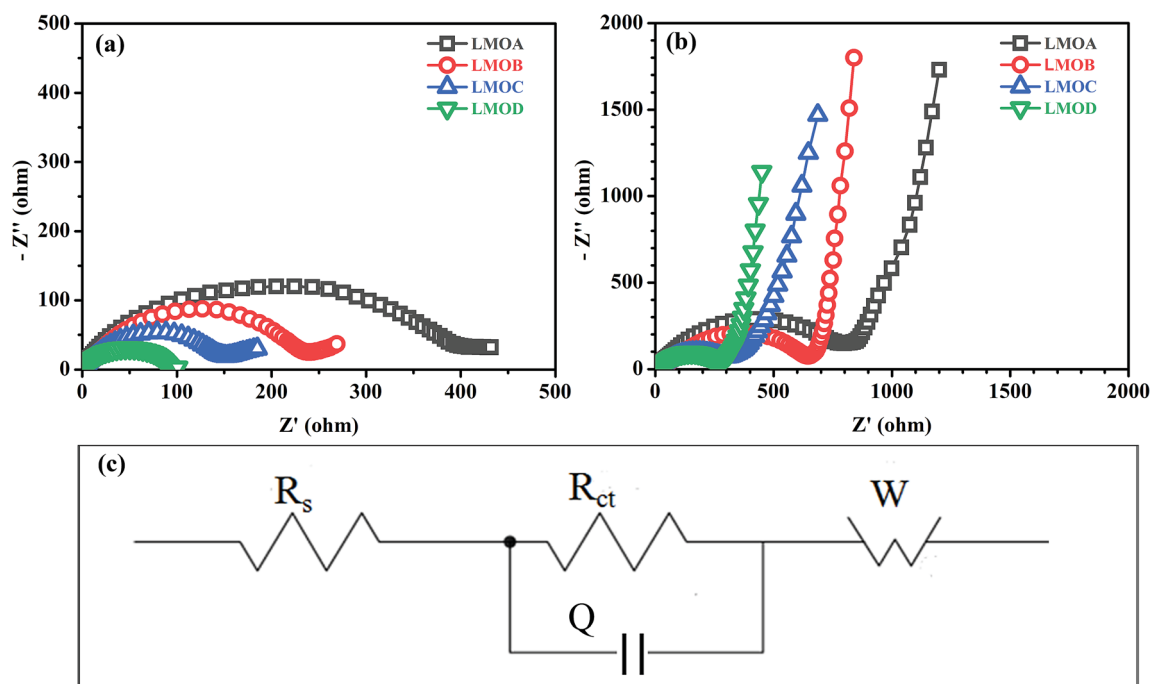 (a)
LMOA
LMOB
LMOC
LMOD
500
400
300
200
100
0
- Z'' (ohm)
0 100 200 300 400 500
Z' (ohm)
(b)
LMOA
LMOB
LMOC
LMOD
2000
1500
1000
500
0
- Z'' (ohm)
0 500 1000 1500 2000
Z' (ohm)
(c)
Rs
Rct
W
Q